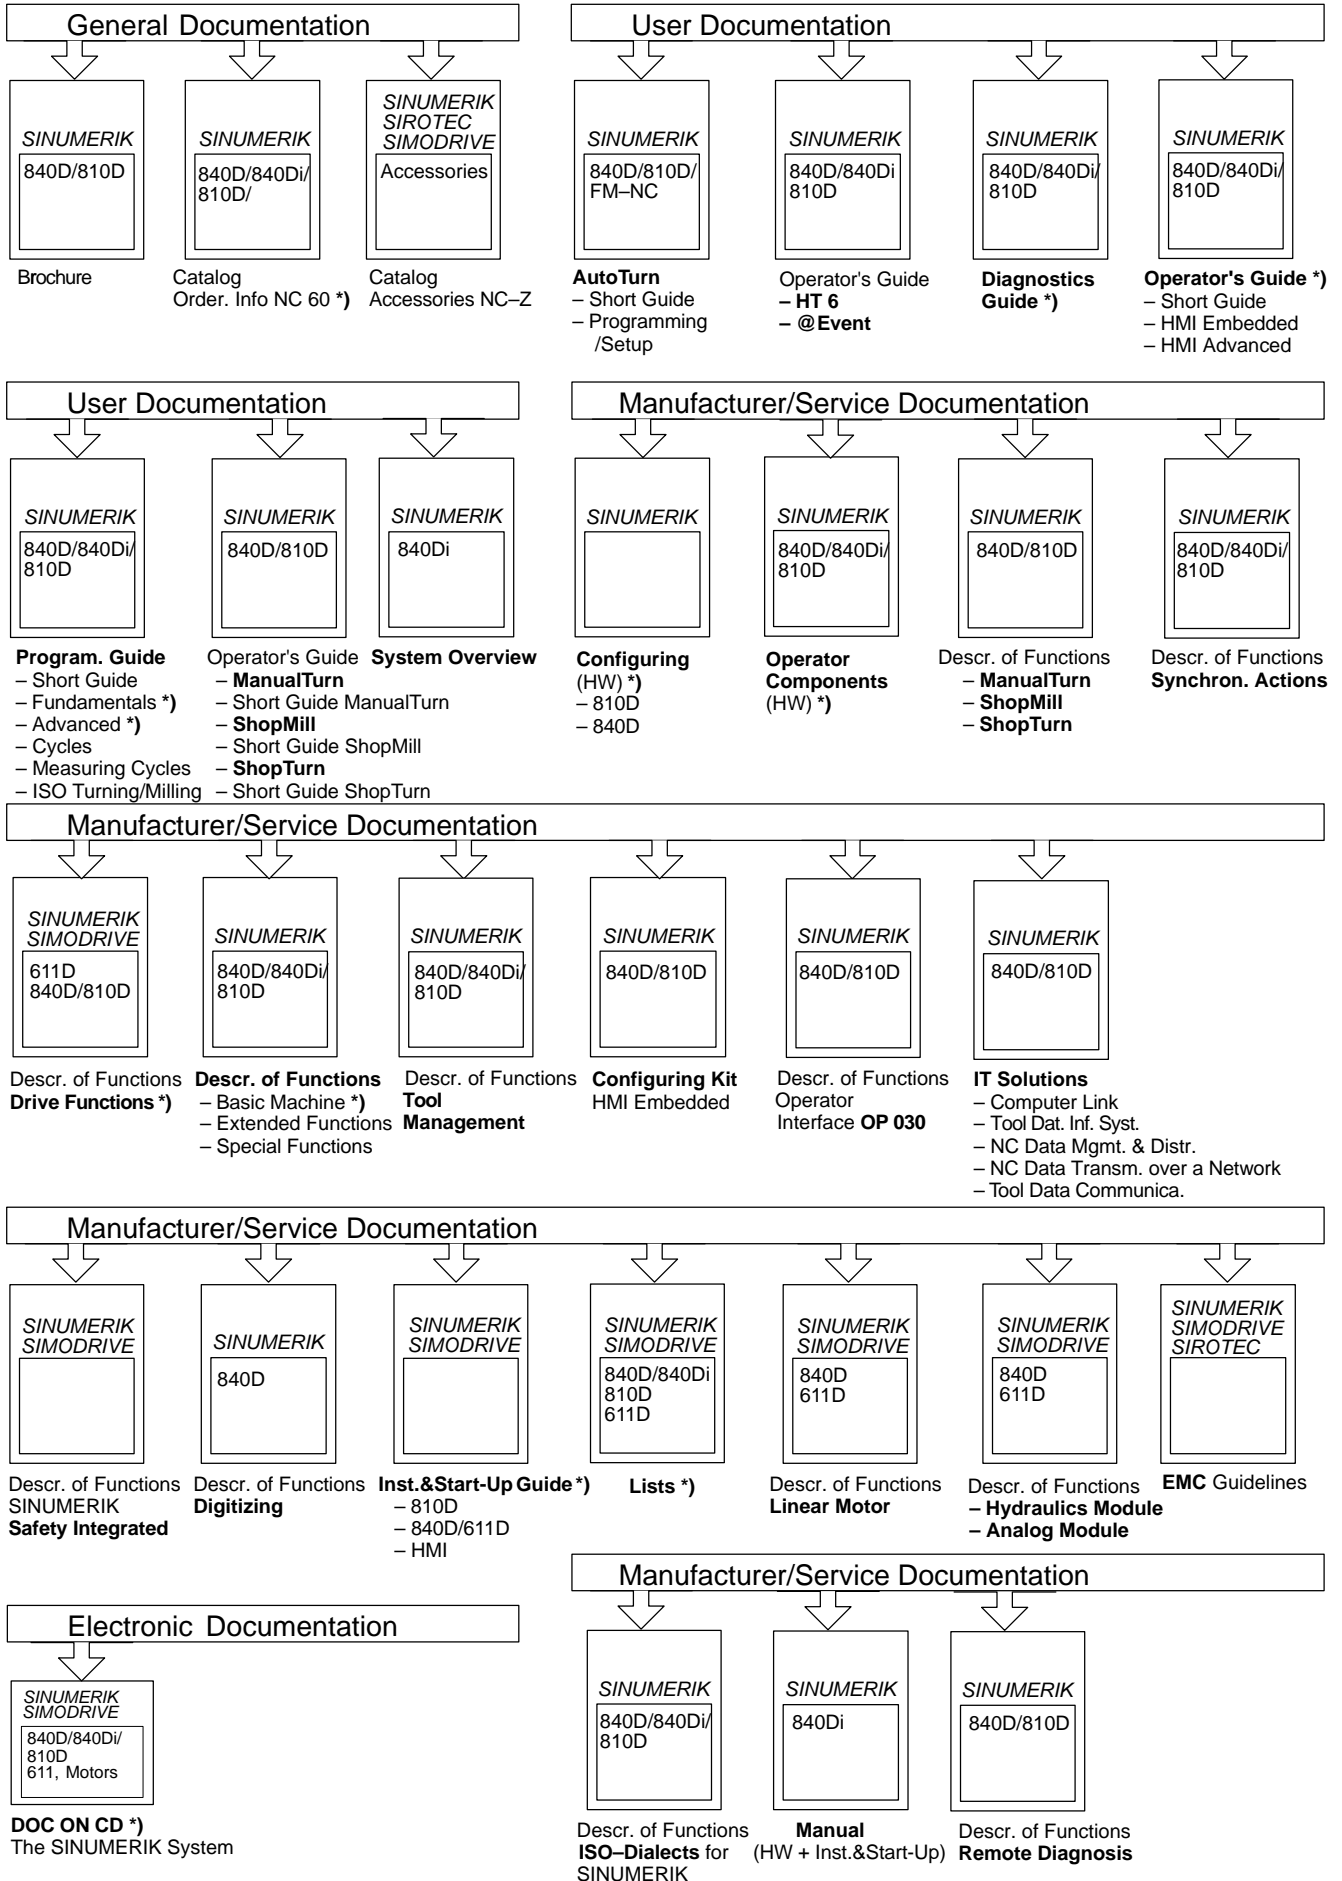 General Documentation
SINUMERIK
840D/810D
Brochure
SINUMERIK
840D/840Di/
810D/
Catalog
Order. Info NC 60 *)
SINUMERIK
SIROTEC
SIMODRIVE
Accessories
Catalog
Accessories NC–Z
User Documentation
SINUMERIK
840D/810D/
FM–NC
AutoTurn
– Short Guide
– Programming
/Setup
SINUMERIK
840D/840Di
810D
Operator's Guide
– HT 6
– @Event
SINUMERIK
840D/840Di/
810D
Diagnostics
Guide *)
SINUMERIK
840D/840Di/
810D
Operator's Guide *)
– Short Guide
– HMI Embedded
– HMI Advanced
User Documentation
SINUMERIK
840D/840Di/
810D
Program. Guide
– Short Guide
– Fundamentals *)
– Advanced *)
– Cycles
– Measuring Cycles
– ISO Turning/Milling
SINUMERIK
840D/810D
Operator's Guide
– ManualTurn
– Short Guide ManualTurn
– ShopMill
– Short Guide ShopMill
– ShopTurn
– Short Guide ShopTurn
SINUMERIK
840Di
System Overview
Manufacturer/Service Documentation
SINUMERIK
Configuring
(HW) *)
– 810D
– 840D
SINUMERIK
840D/840Di/
810D
Operator
Components
(HW) *)
SINUMERIK
840D/810D
Descr. of Functions
– ManualTurn
– ShopMill
– ShopTurn
SINUMERIK
840D/840Di/
810D
Descr. of Functions
Synchron. Actions
Manufacturer/Service Documentation
SINUMERIK
SIMODRIVE
611D
840D/810D
Descr. of Functions
Drive Functions *)
SINUMERIK
840D/840Di/
810D
Descr. of Functions
– Basic Machine *)
– Extended Functions
– Special Functions
SINUMERIK
840D/840Di/
810D
Descr. of Functions
Tool
Management
SINUMERIK
840D/810D
Configuring Kit
HMI Embedded
SINUMERIK
840D/810D
Descr. of Functions
Operator
Interface OP 030
SINUMERIK
840D/810D
IT Solutions
– Computer Link
– Tool Dat. Inf. Syst.
– NC Data Mgmt. & Distr.
– NC Data Transm. over a Network
– Tool Data Communica.
Manufacturer/Service Documentation
SINUMERIK
SIMODRIVE
Descr. of Functions
SINUMERIK
Safety Integrated
SINUMERIK
840D
Descr. of Functions
Digitizing
SINUMERIK
SIMODRIVE
Inst.&Start-Up Guide *)
– 810D
– 840D/611D
– HMI
SINUMERIK
SIMODRIVE
840D/840Di
810D
611D
Lists *)
SINUMERIK
SIMODRIVE
840D
611D
Descr. of Functions
Linear Motor
SINUMERIK
SIMODRIVE
840D
611D
Descr. of Functions
– Hydraulics Module
– Analog Module
SINUMERIK
SIMODRIVE
SIROTEC
EMC Guidelines
Electronic Documentation
SINUMERIK
SIMODRIVE
840D/840Di/
810D
611, Motors
DOC ON CD *)
The SINUMERIK System
Manufacturer/Service Documentation
SINUMERIK
840D/840Di/
810D
Descr. of Functions
ISO–Dialects for
SINUMERIK
SINUMERIK
840Di
Manual
(HW + Inst.&Start-Up)
SINUMERIK
840D/810D
Descr. of Functions
Remote Diagnosis